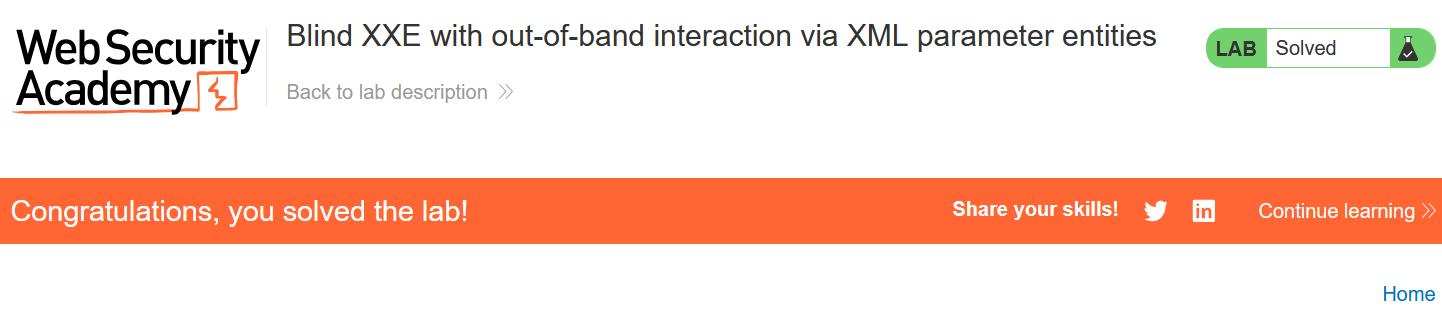 Web Security
Academy
Blind XXE with out-of-band interaction via XML parameter entities
Back to lab description
LAB Solved
Congratulations, you solved the lab!
Share your skills!
Continue learning
Home